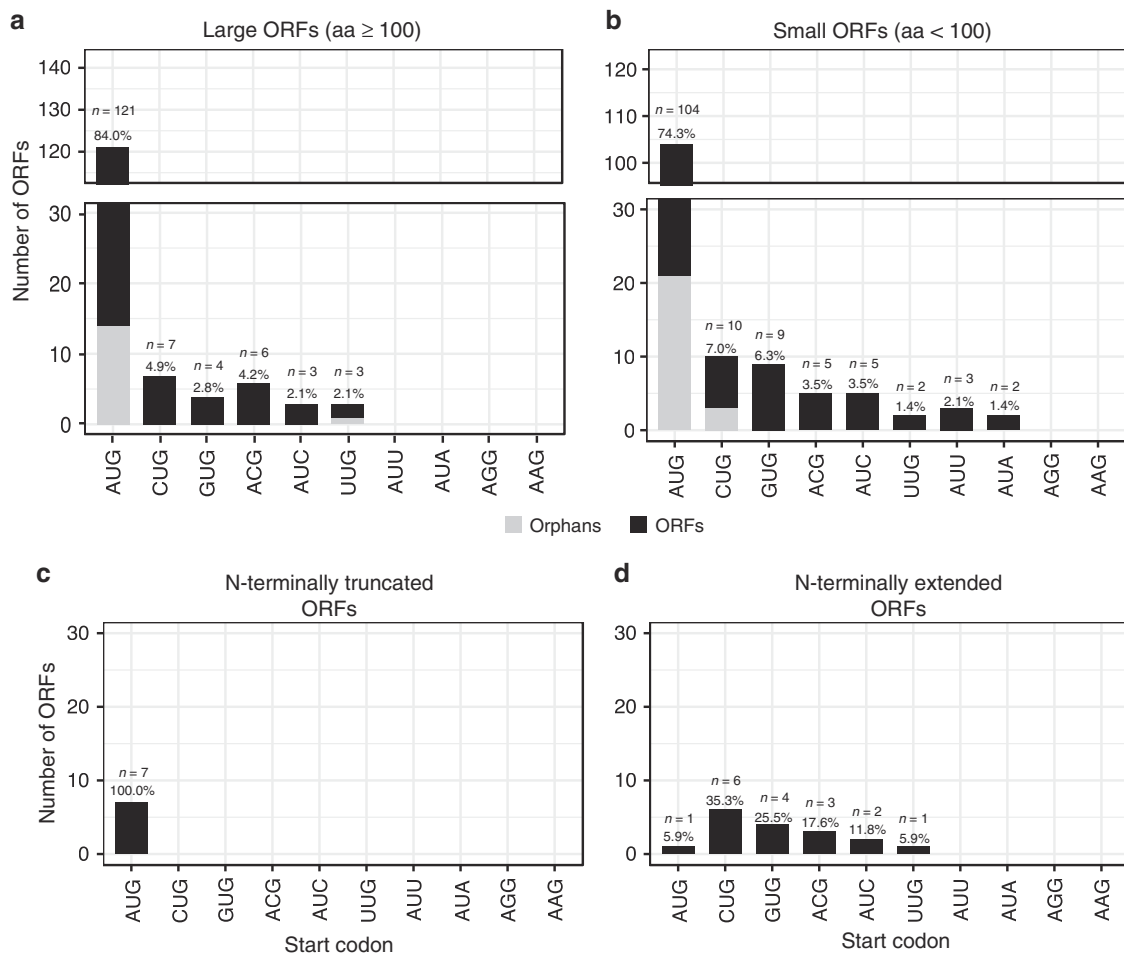 a
Large ORFs (aa ≥ 100)
Number of ORFs
140
130
120
30
20
10
0
n = 121
84.0%
n = 7
4.9%
n = 4
2.8%
n = 6
4.2%
n = 3
2.1%
n = 3
2.1%
AUG
CUG
GUG
ACG
AUC
UUG
AUU
AUA
AGG
AAG
b
Small ORFs (aa < 100)
120
110
100
30
20
10
0
n = 104
74.3%
n = 10
7.0%
n = 9
6.3%
n = 5
3.5%
n = 5
3.5%
n = 2
1.4%
n = 3
2.1%
n = 2
1.4%
AUG
CUG
GUG
ACG
AUC
UUG
AUU
AUA
AGG
AAG
Orphans
ORFs
c
N-terminally truncated
ORFs
Number of ORFs
30
20
10
0
n = 7
100.0%
AUG
CUG
GUG
ACG
AUC
UUG
AUU
AUA
AGG
AAG
Start codon
d
N-terminally extended
ORFs
30
20
10
0
n = 1
5.9%
n = 6
35.3%
n = 4
25.5%
n = 3
17.6%
n = 2
11.8%
n = 1
5.9%
AUG
CUG
GUG
ACG
AUC
UUG
AUU
AUA
AGG
AAG
Start codon